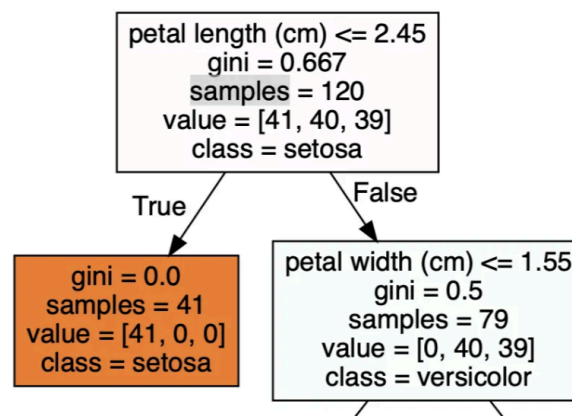 petal length (cm) <= 2.45
gini = 0.667
samples = 120
value = [41, 40, 39]
class = setosa
True
False
gini = 0.0
samples = 41
value = [41, 0, 0]
class = setosa
petal width (cm) <= 1.55
gini = 0.5
samples = 79
value = [0, 40, 39]
class = versicolor